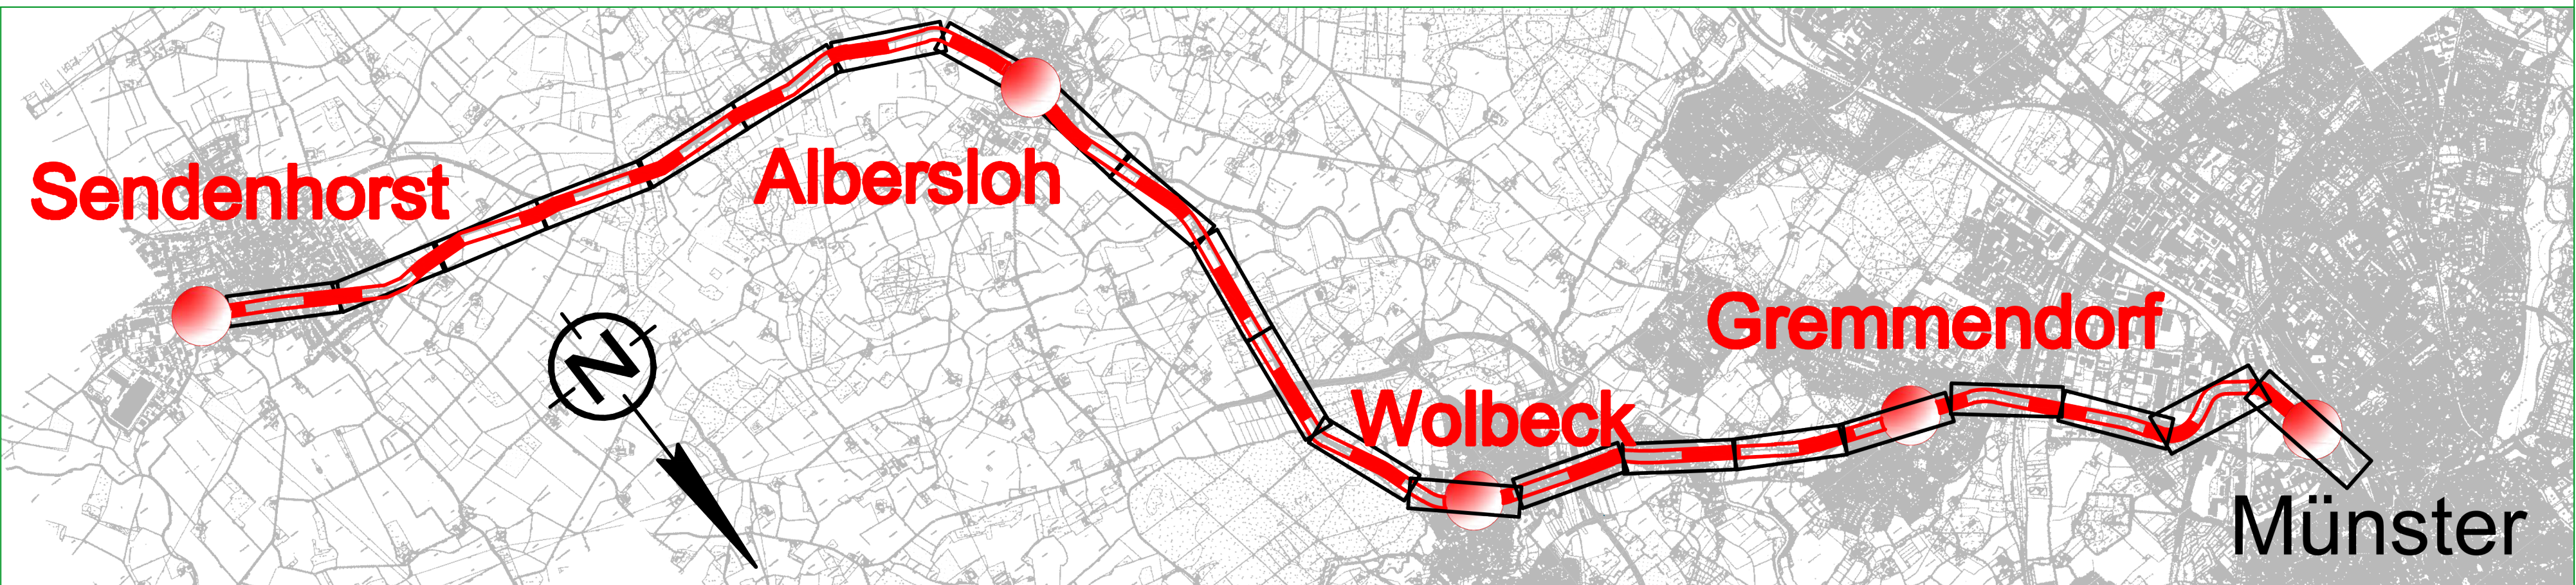 Sendenhorst
Albersloh
N
Wolbeck
Gremmendorf
Münster